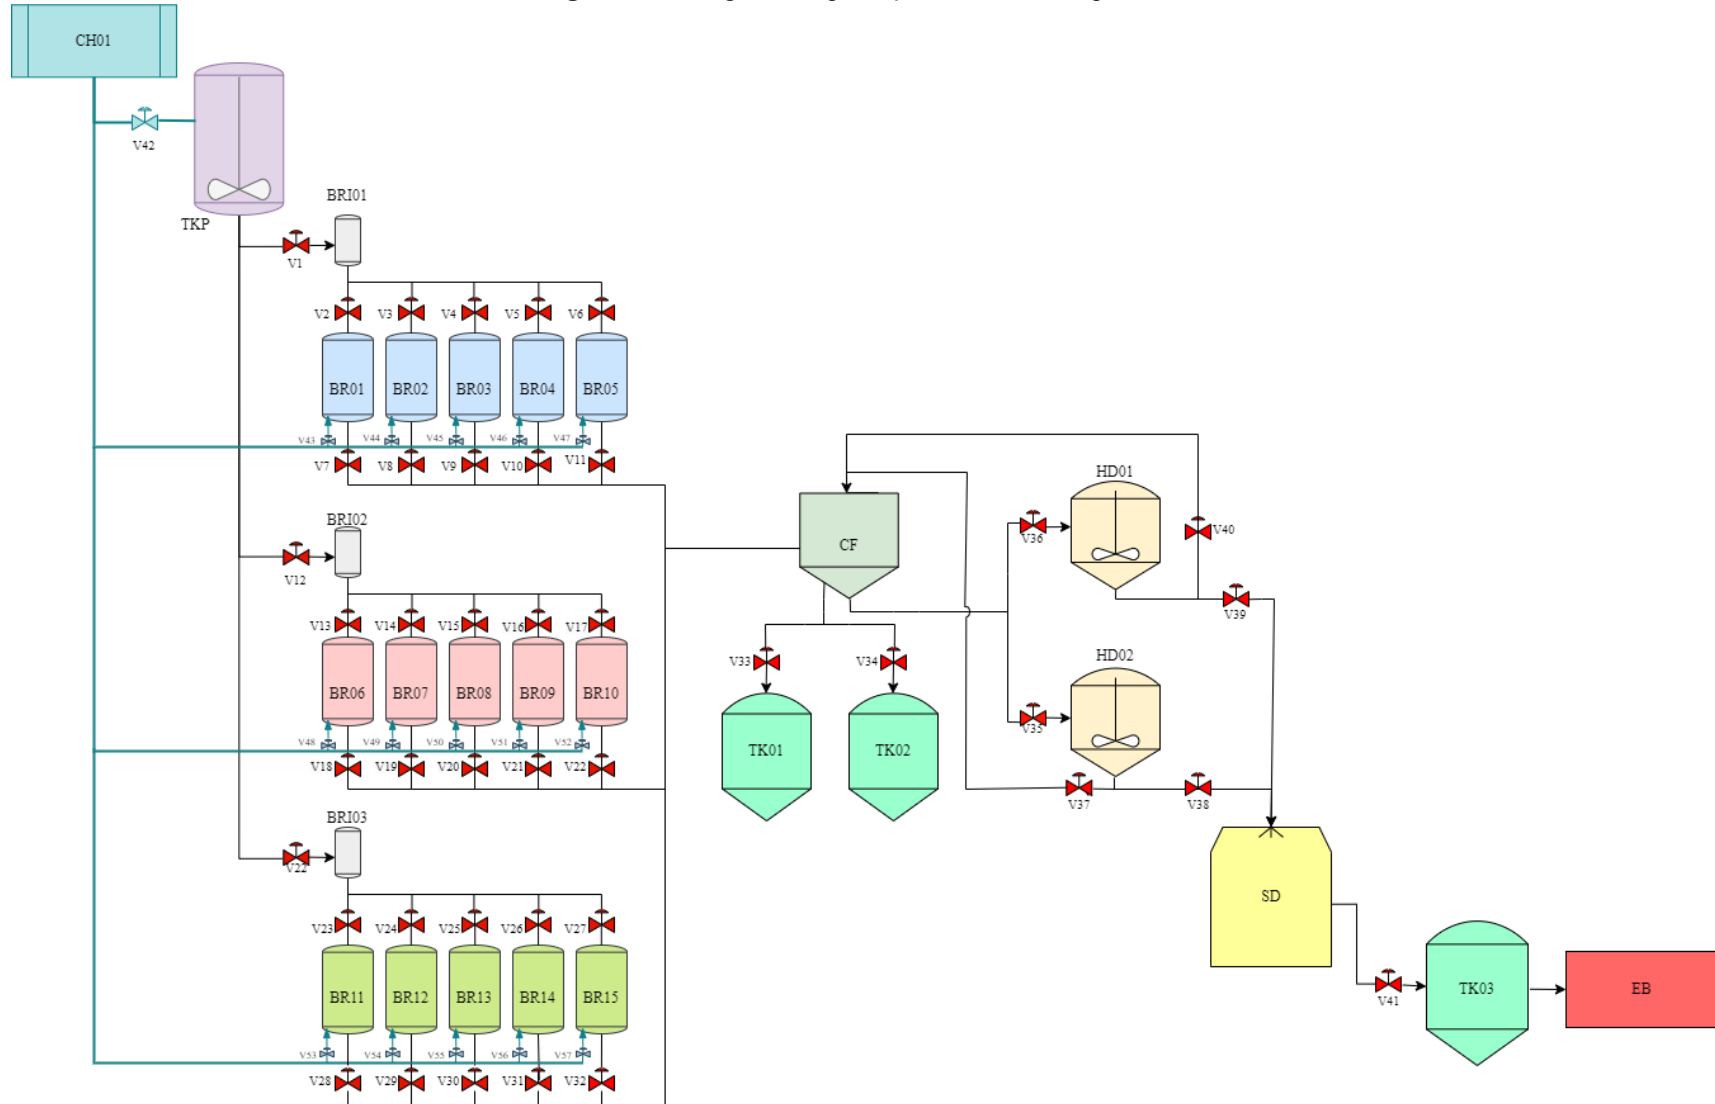 CH01
V42
TKP
BRI01
V1
V2 V3 V4 V5 V6
BR01 BR02 BR03 BR04 BR05
V43 V44 V45 V46 V47
V7 V8 V9 V10 V11
BRI02
V12
V13 V14 V15 V16 V17
BR06 BR07 BR08 BR09 BR10
V48 V49 V50 V51 V52
V18 V19 V20 V21 V22
BRI03
V22
V23 V24 V25 V26 V27
BR11 BR12 BR13 BR14 BR15
V53 V54 V55 V56 V57
V28 V29 V30 V31 V32
CF
V33 V34
TK01 TK02
HD01
V36
V40
V39
HD02
V35
V37 V38
SD
V41
TK03
EB